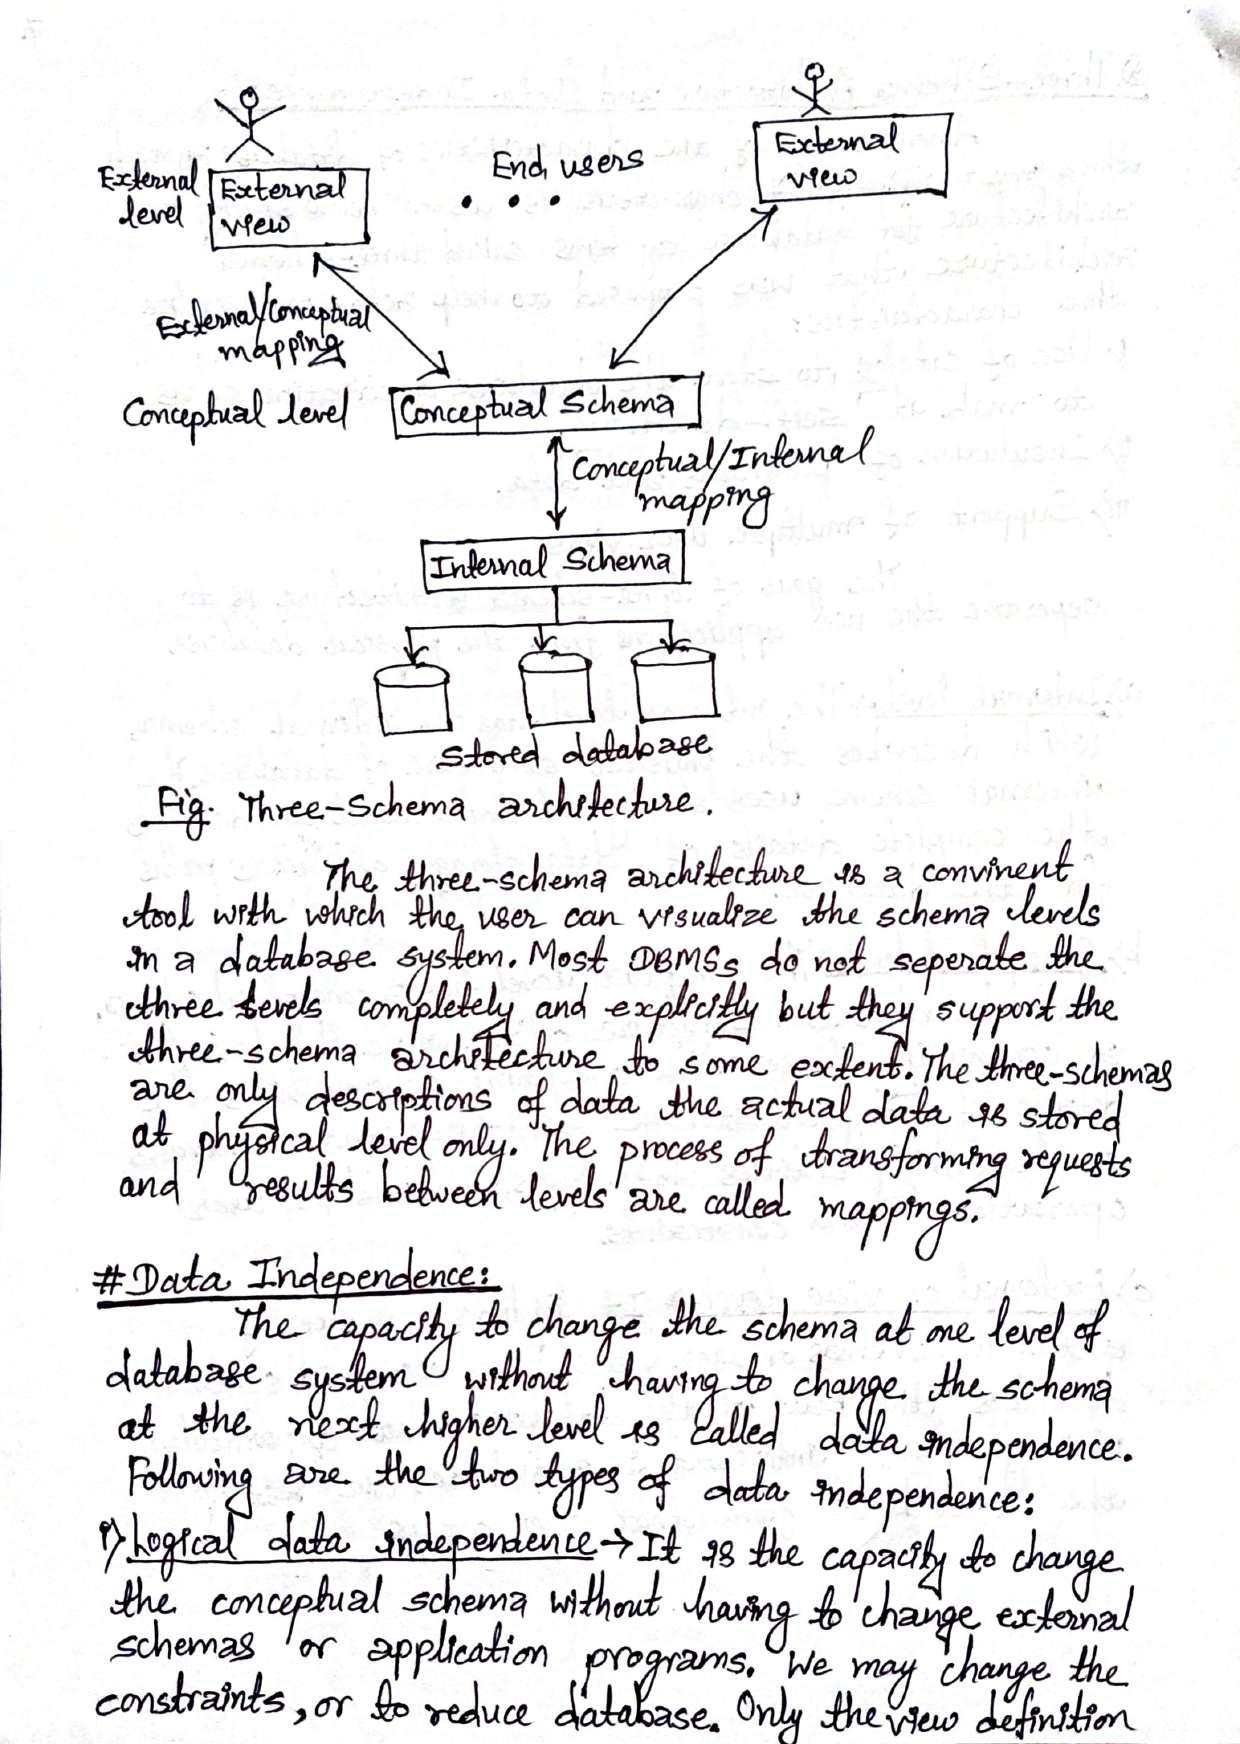 End users
External level
External view
External view
External/Conceptual mapping
Conceptual level
Conceptual Schema
Conceptual/Internal mapping
Internal Schema
Stored database
Fig. Three-Schema architecture.
The three-schema architecture is a convinent
tool with which the user can visualize the schema levels
in a database system. Most DBMSs do not seperate the
three levels completely and explicitly but they support the
three-schema architecture to some extent. The three-schemas
are only descriptions of data the actual data is stored
at physical level only. The process of transforming requests
and results between levels are called mappings.
# Data Independence:
The capacity to change the schema at one level of
database system without having to change the schema
at the next higher level is called data independence.
Following are the two types of data independence:
i) Logical data independence → It is the capacity to change
the conceptual schema without having to change external
schemas or application programs. We may change the
constraints, or to reduce database. Only the view definition